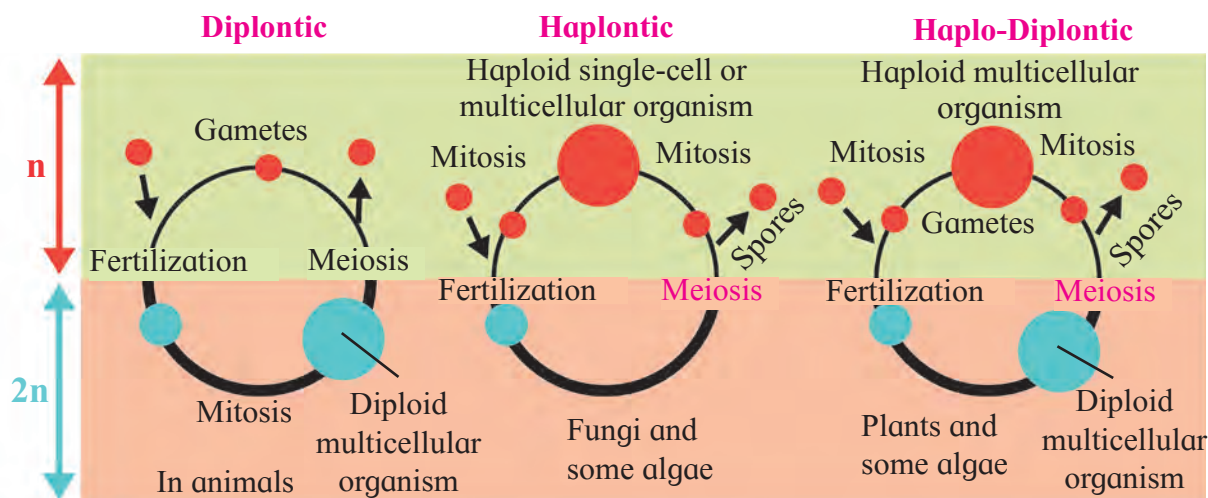 Diplontic
Haplontic
Haplo-Diplontic
n
2n
Gametes
Fertilization
Meiosis
Mitosis
Diploid
multicellular
organism
In animals
Haploid single-cell or
multicellular organism
Mitosis
Mitosis
Spores
Fertilization
Meiosis
Fungi and
some algae
Haploid multicellular
organism
Mitosis
Mitosis
Gametes
Spores
Fertilization
Meiosis
Plants and
some algae
Diploid
multicellular
organism